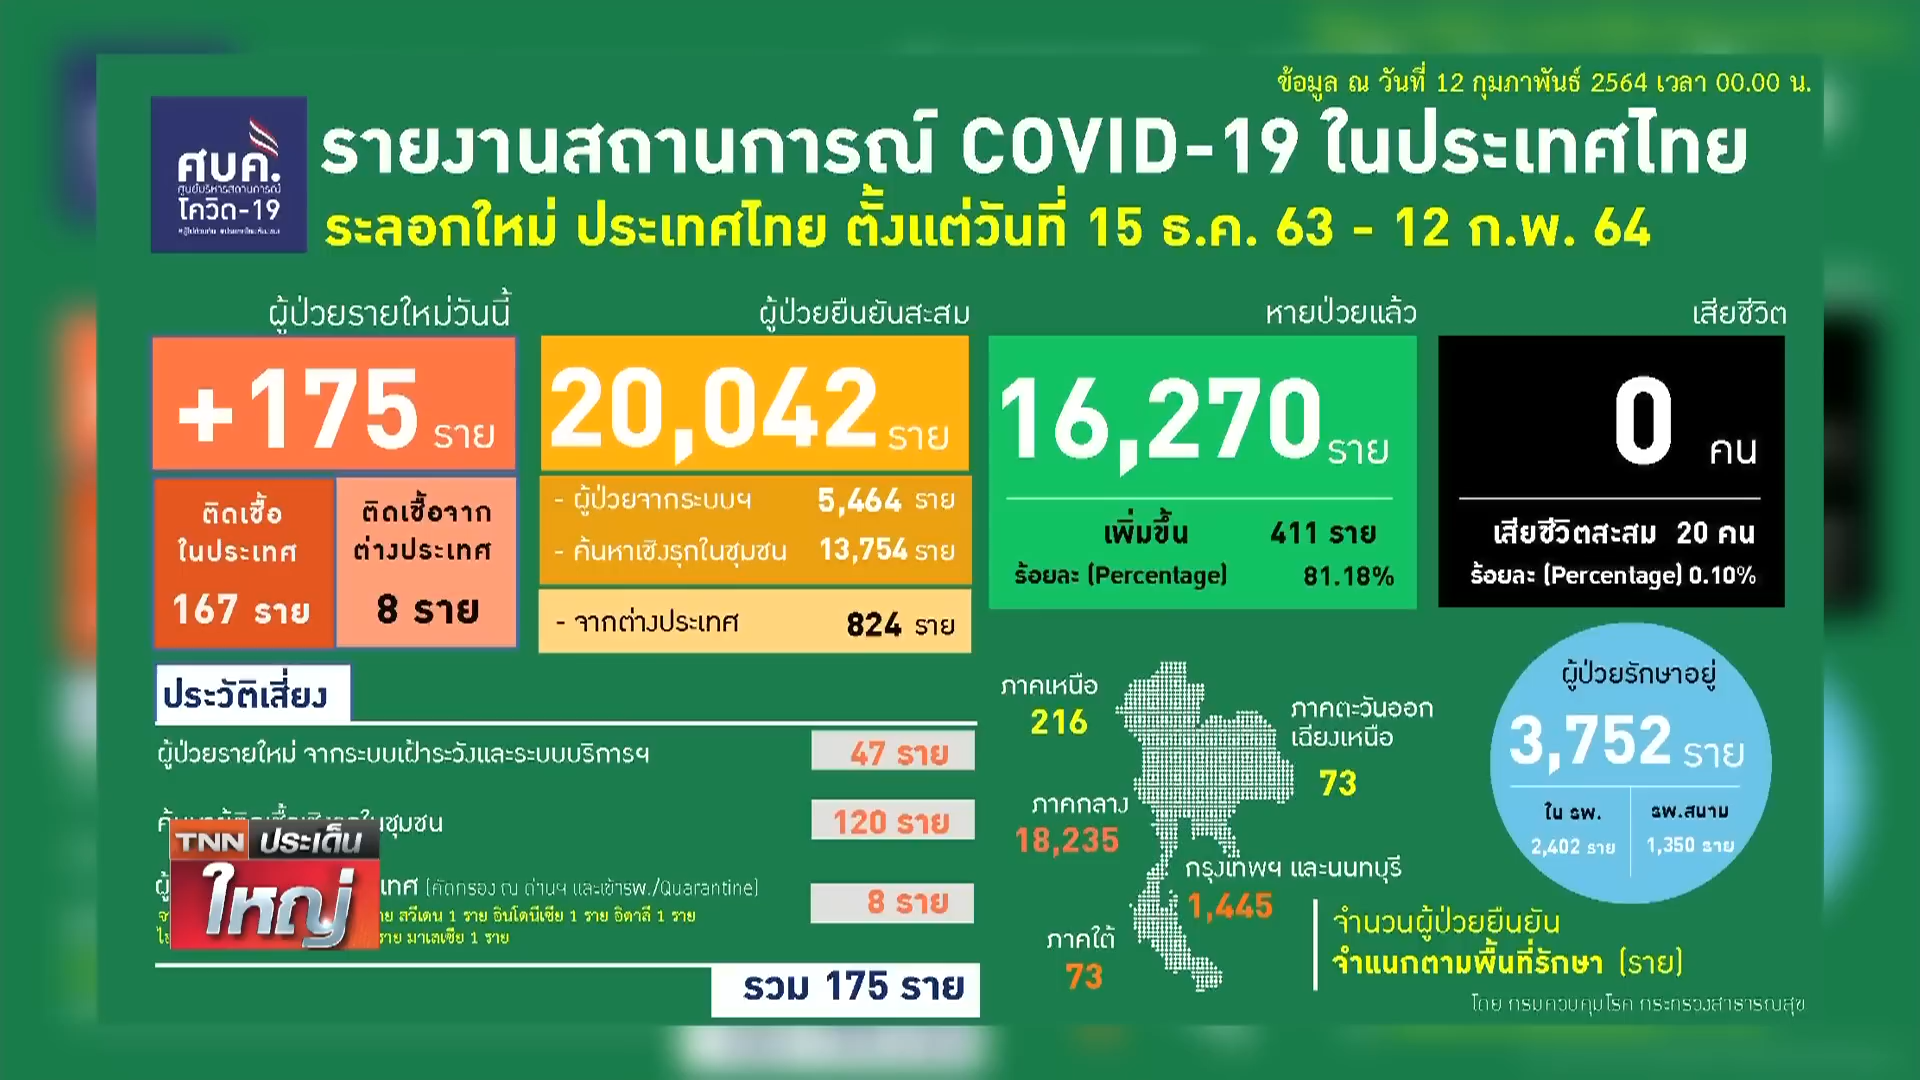 ข้อมูล ณ วันที่ 12 กุมภาพันธ์ 2564 เวลา 00.00 น.
ศบค.
ศูนย์บริหารสถานการณ์
โควิด-19
รายงานสถานการณ์ COVID-19 ในประเทศไทย
ระลอกใหม่ ประเทศไทย ตั้งแต่วันที่ 15 ธ.ค. 63 - 12 ก.พ. 64
ผู้ป่วยรายใหม่วันนี้
+175 ราย
ติดเชื้อ
ในประเทศ
167 ราย
ติดเชื้อจาก
ต่างประเทศ
8 ราย
ผู้ป่วยยืนยันสะสม
20,042 ราย
- ผู้ป่วยจากระบบฯ 5,464 ราย
- ค้นหาเชิงรุกในชุมชน 13,754 ราย
- จากต่างประเทศ 824 ราย
หายป่วยแล้ว
16,270 ราย
เพิ่มขึ้น 411 ราย
ร้อยละ (Percentage) 81.18%
เสียชีวิต
0 คน
เสียชีวิตสะสม 20 คน
ร้อยละ (Percentage) 0.10%
ประวัติเสี่ยง
ผู้ป่วยรายใหม่ จากระบบเฝ้าระวังและระบบบริการฯ 47 ราย
ในชุมชน 120 ราย
(คัดกรอง ณ ด่านฯ และเข้ารพ./Quarantine) 8 ราย
สวีเดน 1 ราย อินโดนีเซีย 1 ราย อิตาลี 1 ราย
ราย มาเลเซีย 1 ราย
รวม 175 ราย
TNN ประเด็น
ใหญ่
ภาคเหนือ
216
ภาคตะวันออก
เฉียงเหนือ
73
ภาคกลาง
18,235
กรุงเทพฯ และนนทบุรี
1,445
ภาคใต้
73
ผู้ป่วยรักษาอยู่
3,752 ราย
ใน รพ.
2,402 ราย
รพ.สนาม
1,350 ราย
จำนวนผู้ป่วยยืนยัน
จำแนกตามพื้นที่รักษา (ราย)
โดย กรมควบคุมโรค กระทรวงสาธารณสุข